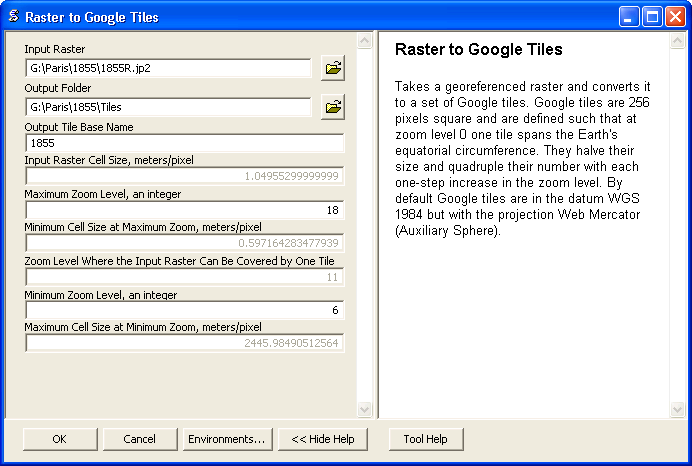 Raster to Google Tiles
Input Raster
G:\Paris\1855\1855R.jp2
Output Folder
G:\Paris\1855\Tiles
Output Tile Base Name
1855
Input Raster Cell Size, meters/pixel
1.04955299999999
Maximum Zoom Level, an integer
18
Minimum Cell Size at Maximum Zoom, meters/pixel
0.597164283477939
Zoom Level Where the Input Raster Can Be Covered by One Tile
11
Minimum Zoom Level, an integer
6
Maximum Cell Size at Minimum Zoom, meters/pixel
2445.98490512564
Raster to Google Tiles
Takes a georeferenced raster and converts it
to a set of Google tiles. Google tiles are 256
pixels square and are defined such that at
zoom level 0 one tile spans the Earth's
equatorial circumference. They halve their
size and quadruple their number with each
one-step increase in the zoom level. By
default Google tiles are in the datum WGS
1984 but with the projection Web Mercator
(Auxiliary Sphere).
OK
Cancel
Environments...
<< Hide Help
Tool Help